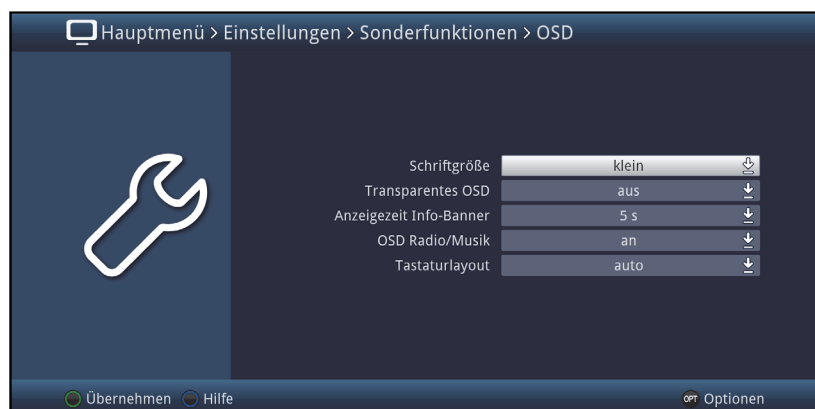 Hauptmenü > Einstellungen > Sonderfunktionen > OSD
Schriftgröße klein
Transparentes OSD aus
Anzeigezeit Info-Banner 5 s
OSD Radio/Musik an
Tastaturlayout auto
Übernehmen Hilfe OPT Optionen